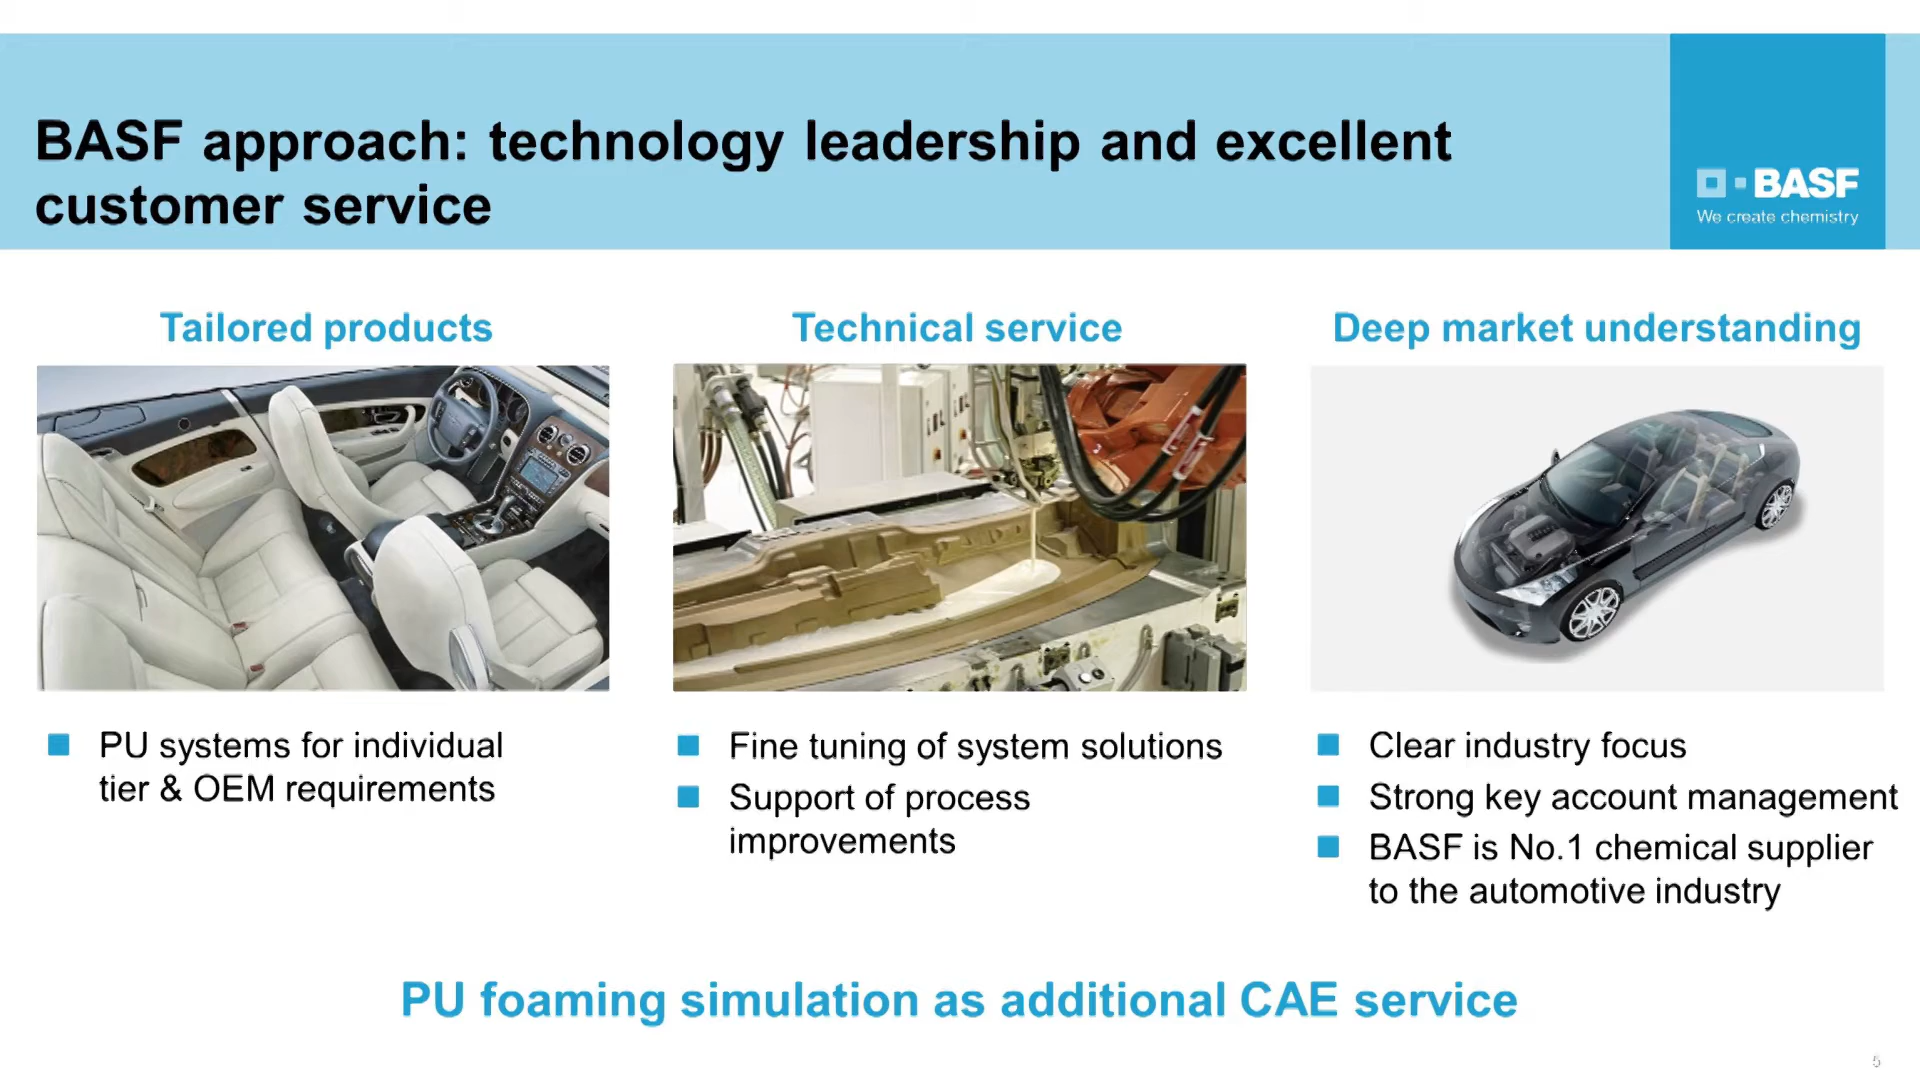 BASF approach: technology leadership and excellent
customer service
BASF
We create chemistry
Tailored products
Technical service
Deep market understanding
PU systems for individual
tier & OEM requirements
Fine tuning of system solutions
Support of process
improvements
Clear industry focus
Strong key account management
BASF is No.1 chemical supplier
to the automotive industry
PU foaming simulation as additional CAE service
5